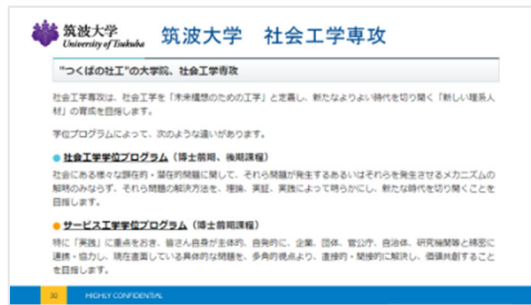 筑波大学
University of Tsukuba
筑波大学 社会工学専攻
"つくばの社工"の大学院、社会工学専攻
社会工学専攻は、社会工学を「未来構想のための工学」と定義し、新たなよりよい時代を切り開く「新しい理系人
材」の育成を目指します。
学位プログラムによって、次のような違いがあります。
●社会工学学位プログラム（博士前期、後期課程）
社会にある様々な顕在的・潜在的問題に関して、それら問題が発生するあるいはそれらを発生させるメカニズムの
解明のみならず、それら問題の解決方法を、理論、実証、実践によって明らかにし、新たな時代を切り開くことを
目指します。
●サービス工学学位プログラム（博士前期課程）
特に「実践」に重点をおき、皆さん自身が主体的、自発的に、企業、団体、官公庁、自治体、研究機関等と綿密に
連携・協力し、現在直面している具体的な問題を、多角的視点より、直接的・間接的に解決し、価値共創すること
を目指します。
30 HIGHLY CONFIDENTIAL